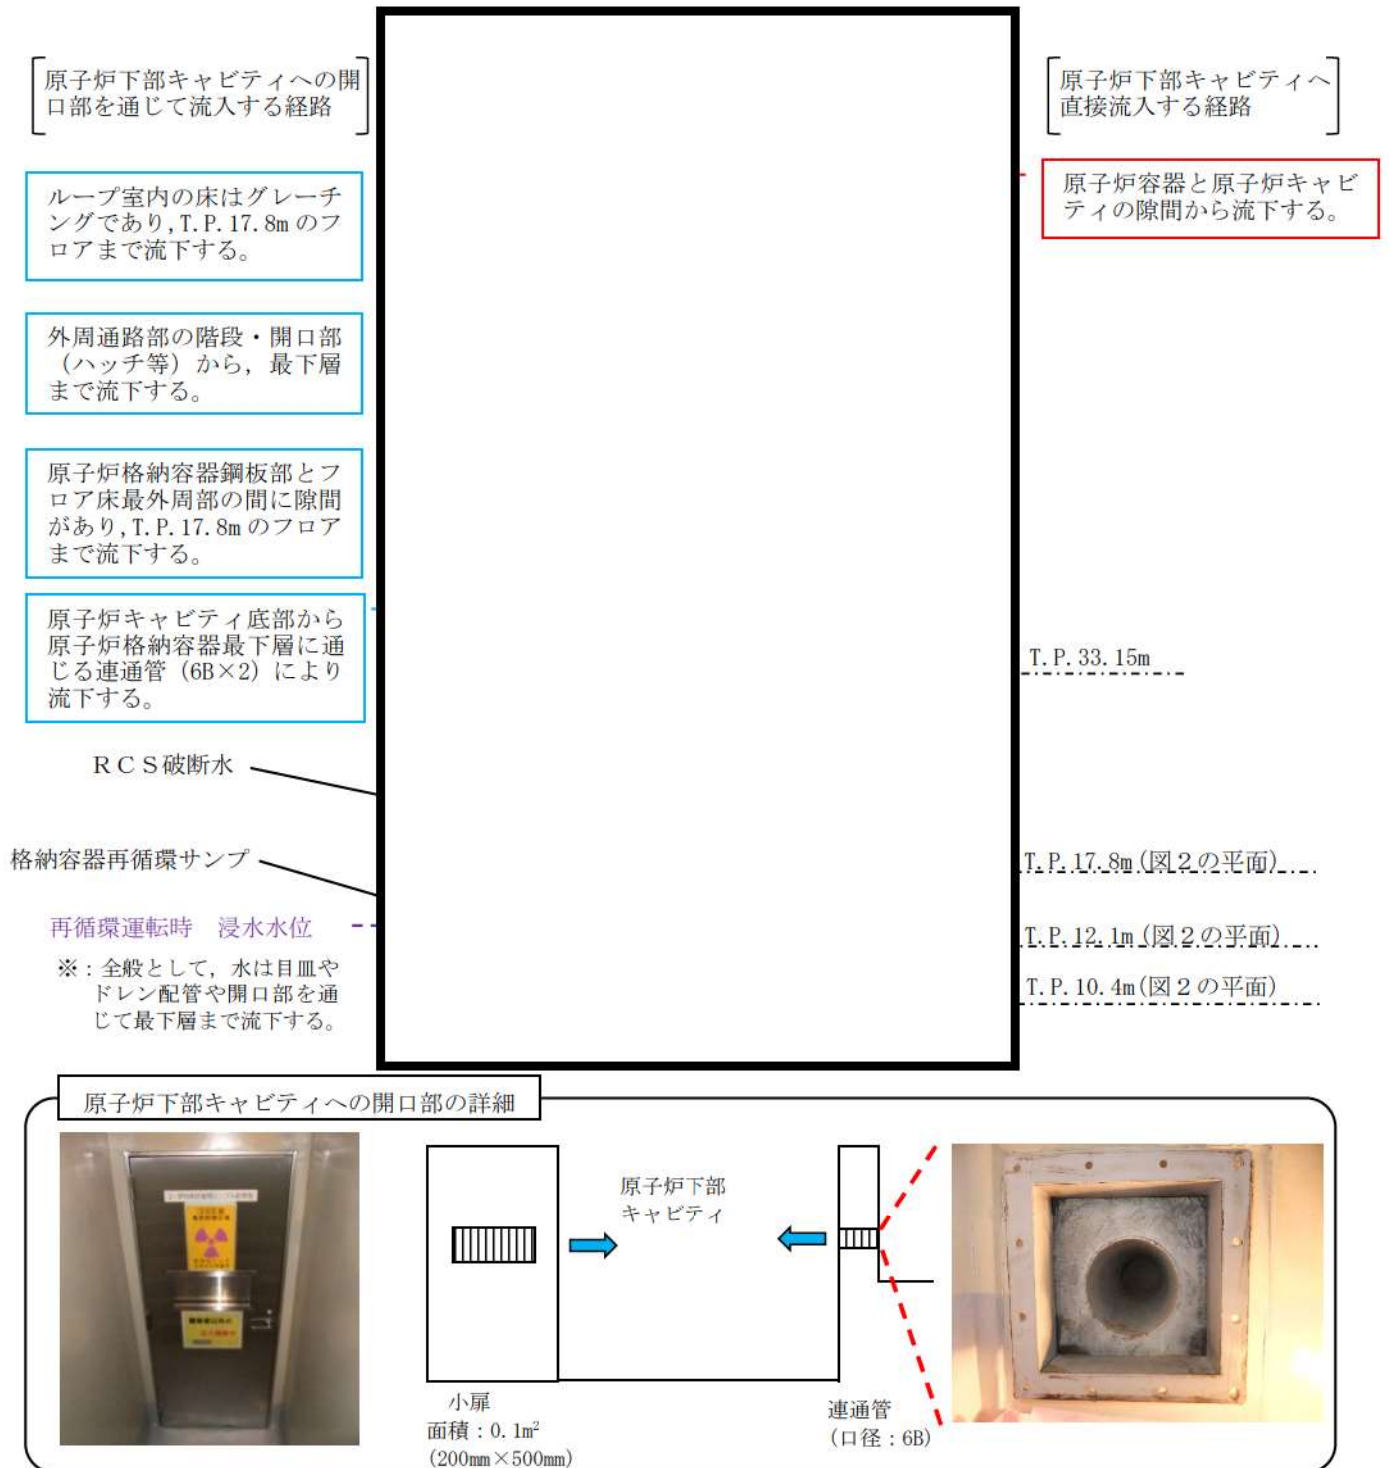 原子炉下部キャビティへの開
口部を通じて流入する経路
ループ室内の床はグレーチ
ングであり,T.P.17.8mのフ
ロアまで流下する。
外周通路部の階段・開口部
（ハッチ等）から，最下層
まで流下する。
原子炉格納容器鋼板部とフ
ロア床最外周部の間に隙間
があり,T.P.17.8mのフロア
まで流下する。
原子炉キャビティ底部から
原子炉格納容器最下層に通
じる連通管（6B×2）により
流下する。
ＲＣＳ破断水
格納容器再循環サンプ
再循環運転時　浸水水位
※：全般として，水は目皿や
ドレン配管や開口部を通
じて最下層まで流下する。
原子炉下部キャビティへ
直接流入する経路
原子炉容器と原子炉キャビ
ティの隙間から流下する。
T.P.33.15m
T.P.17.8m(図２の平面)
T.P.12.1m(図２の平面)
T.P.10.4m(図２の平面)
原子炉下部キャビティへの開口部の詳細
原子炉下部
キャビティ
小扉
面積：0.1m²
(200mm×500mm)
連通管
(口径：6B)